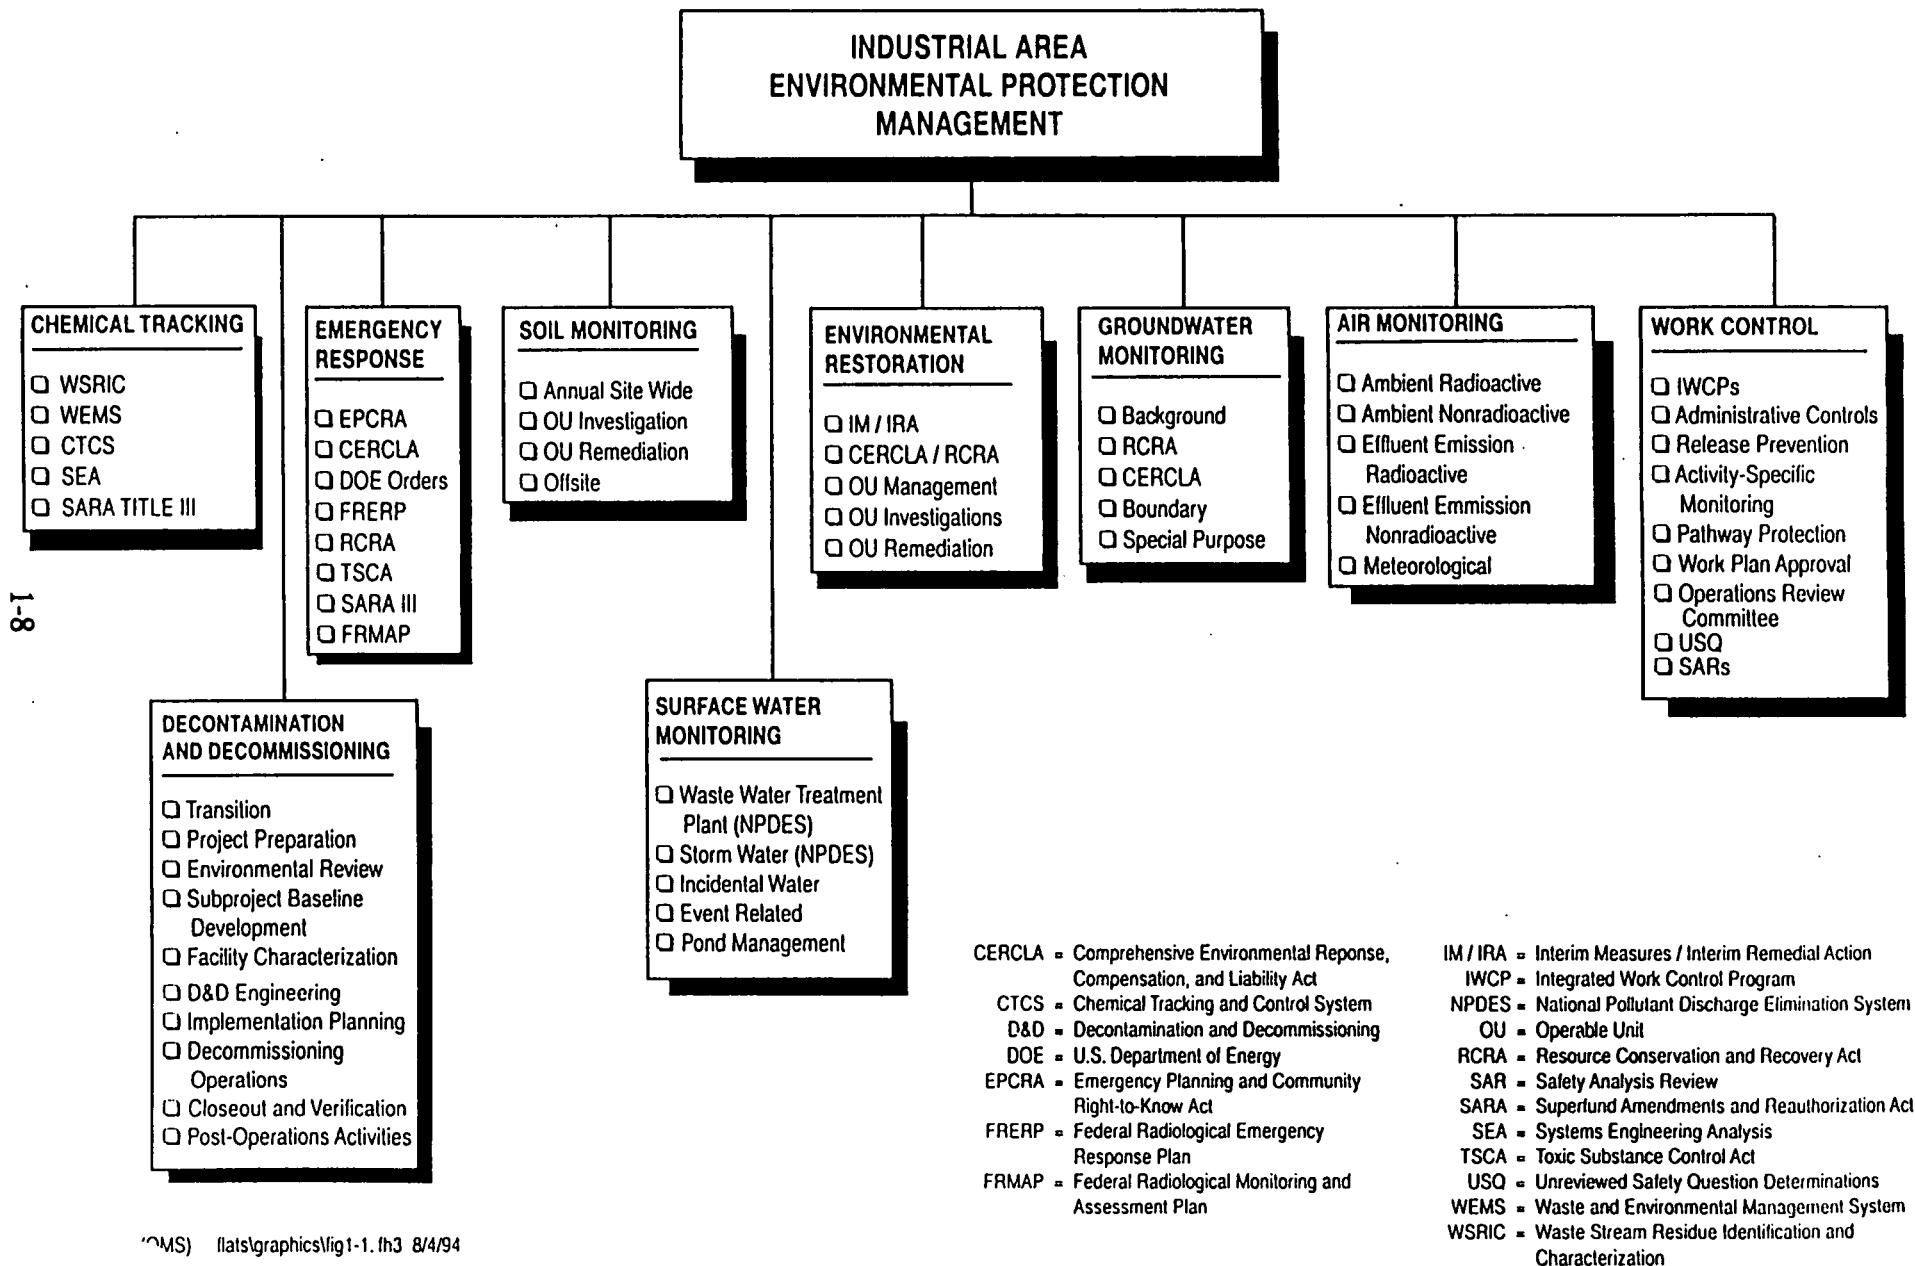 INDUSTRIAL AREA
ENVIRONMENTAL PROTECTION
MANAGEMENT
CHEMICAL TRACKING
WSRIC
WEMS
CTCS
SEA
SARA TITLE III
EMERGENCY
RESPONSE
EPCRA
CERCLA
DOE Orders
FRERP
RCRA
TSCA
SARA III
FRMAP
SOIL MONITORING
Annual Site Wide
OU Investigation
OU Remediation
Offsite
ENVIRONMENTAL
RESTORATION
IM / IRA
CERCLA / RCRA
OU Management
OU Investigations
OU Remediation
GROUNDWATER
MONITORING
Background
RCRA
CERCLA
Boundary
Special Purpose
AIR MONITORING
Ambient Radioactive
Ambient Nonradioactive
Effluent Emission
Radioactive
Effluent Emmission
Nonradioactive
Meteorological
WORK CONTROL
IWCPs
Administrative Controls
Release Prevention
Activity-Specific
Monitoring
Pathway Protection
Work Plan Approval
Operations Review
Committee
USQ
SARs
1-8
DECONTAMINATION
AND DECOMMISSIONING
Transition
Project Preparation
Environmental Review
Subproject Baseline
Development
Facility Characterization
D&D Engineering
Implementation Planning
Decommissioning
Operations
Closeout and Verification
Post-Operations Activities
SURFACE WATER
MONITORING
Waste Water Treatment
Plant (NPDES)
Storm Water (NPDES)
Incidental Water
Event Related
Pond Management
CERCLA = Comprehensive Environmental Reponse,
Compensation, and Liability Act
CTCS = Chemical Tracking and Control System
D&D = Decontamination and Decommissioning
DOE = U.S. Department of Energy
EPCRA = Emergency Planning and Community
Right-to-Know Act
FRERP = Federal Radiological Emergency
Response Plan
FRMAP = Federal Radiological Monitoring and
Assessment Plan
IM / IRA = Interim Measures / Interim Remedial Action
IWCP = Integrated Work Control Program
NPDES = National Pollutant Discharge Elimination System
OU = Operable Unit
RCRA = Resource Conservation and Recovery Act
SAR = Safety Analysis Review
SARA = Superfund Amendments and Reauthorization Act
SEA = Systems Engineering Analysis
TSCA = Toxic Substance Control Act
USQ = Unreviewed Safety Question Determinations
WEMS = Waste and Environmental Management System
WSRIC = Waste Stream Residue Identification and
Characterization
flats\graphics\fig1-1.fh3 8/4/94